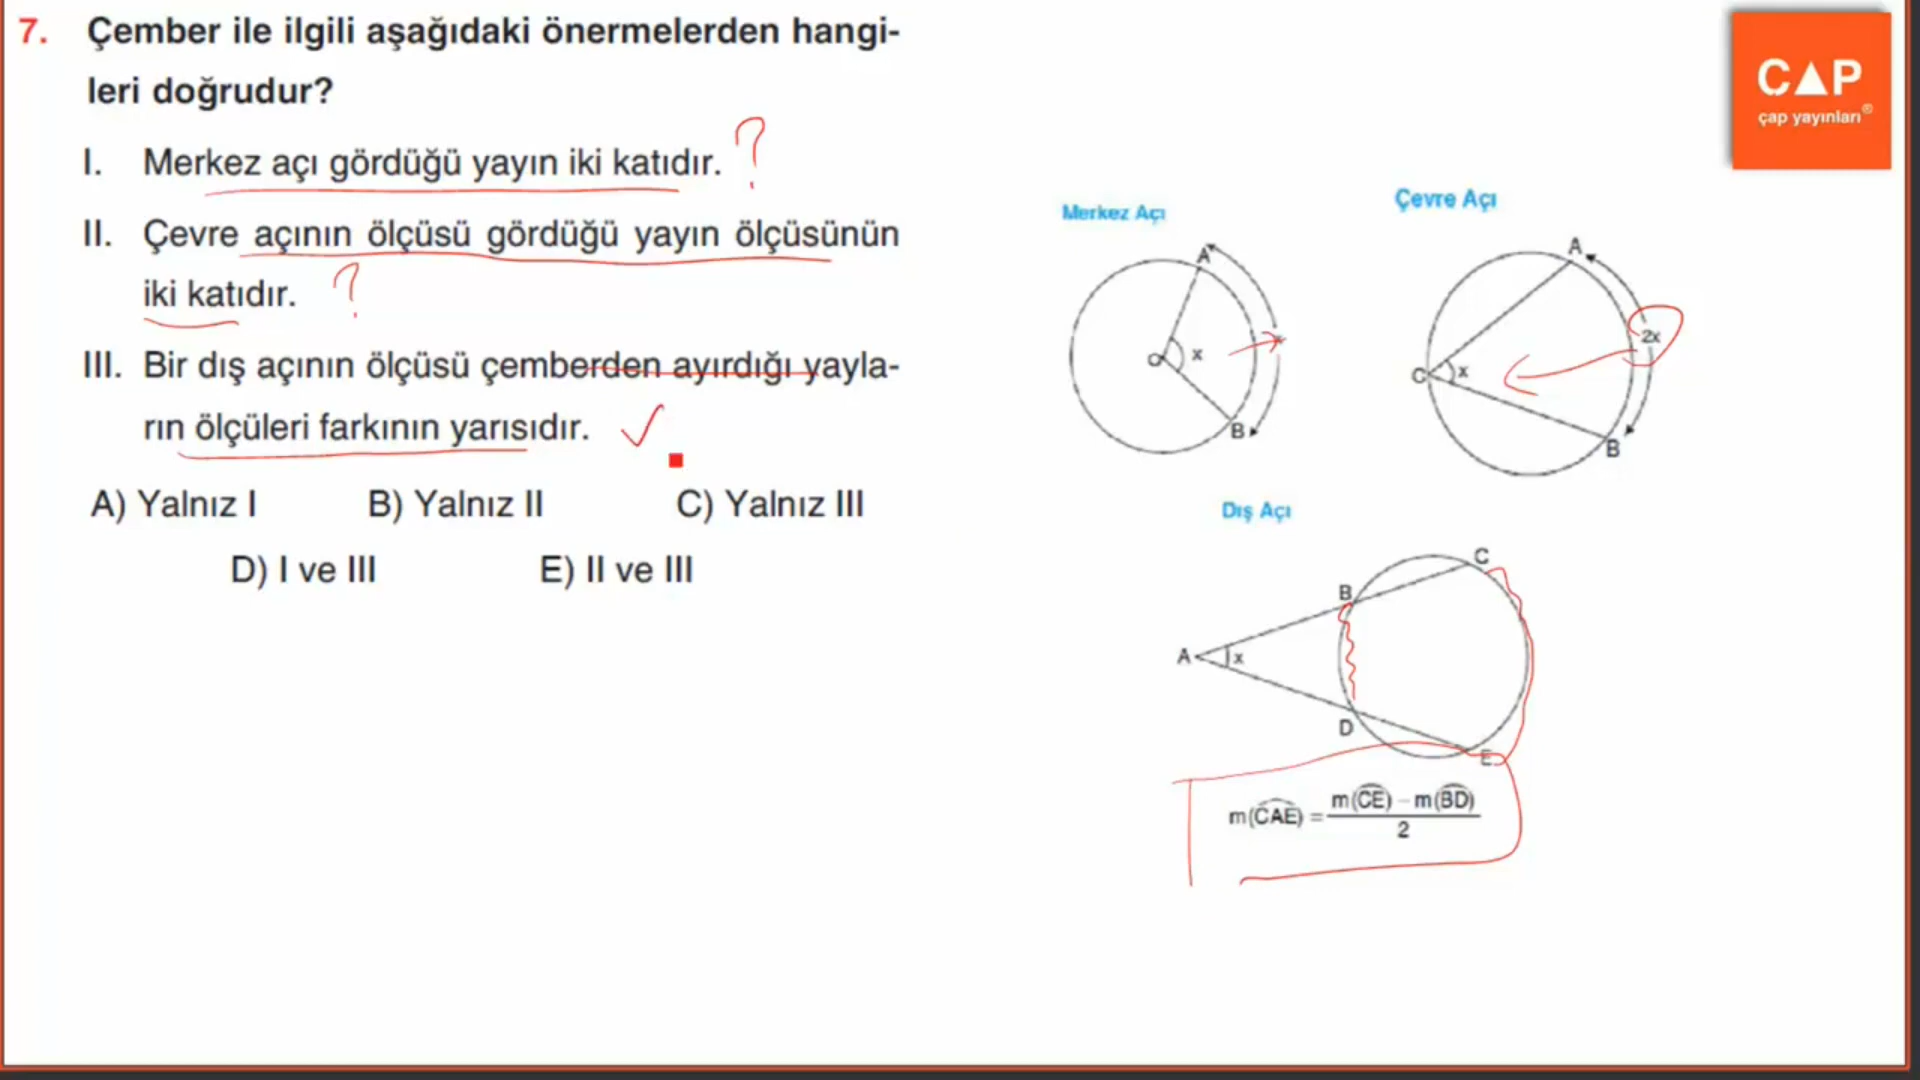 7. Çember ile ilgili aşağıdaki önermelerden hangi-
leri doğrudur?
I. Merkez açı gördüğü yayın iki katıdır. ?
II. Çevre açının ölçüsü gördüğü yayın ölçüsünün
iki katıdır. ?
III. Bir dış açının ölçüsü çemberden ayırdığı yayla-
rın ölçüleri farkının yarısıdır. ✓
A) Yalnız I B) Yalnız II C) Yalnız III
D) I ve III E) II ve III
CAP
çap yayınları®
Merkez Açı
A
O x x
B
Çevre Açı
A
2x
C x
B
Dış Açı
C
B
A x
D
E
m(CAE) = m(CE) - m(BD)
2